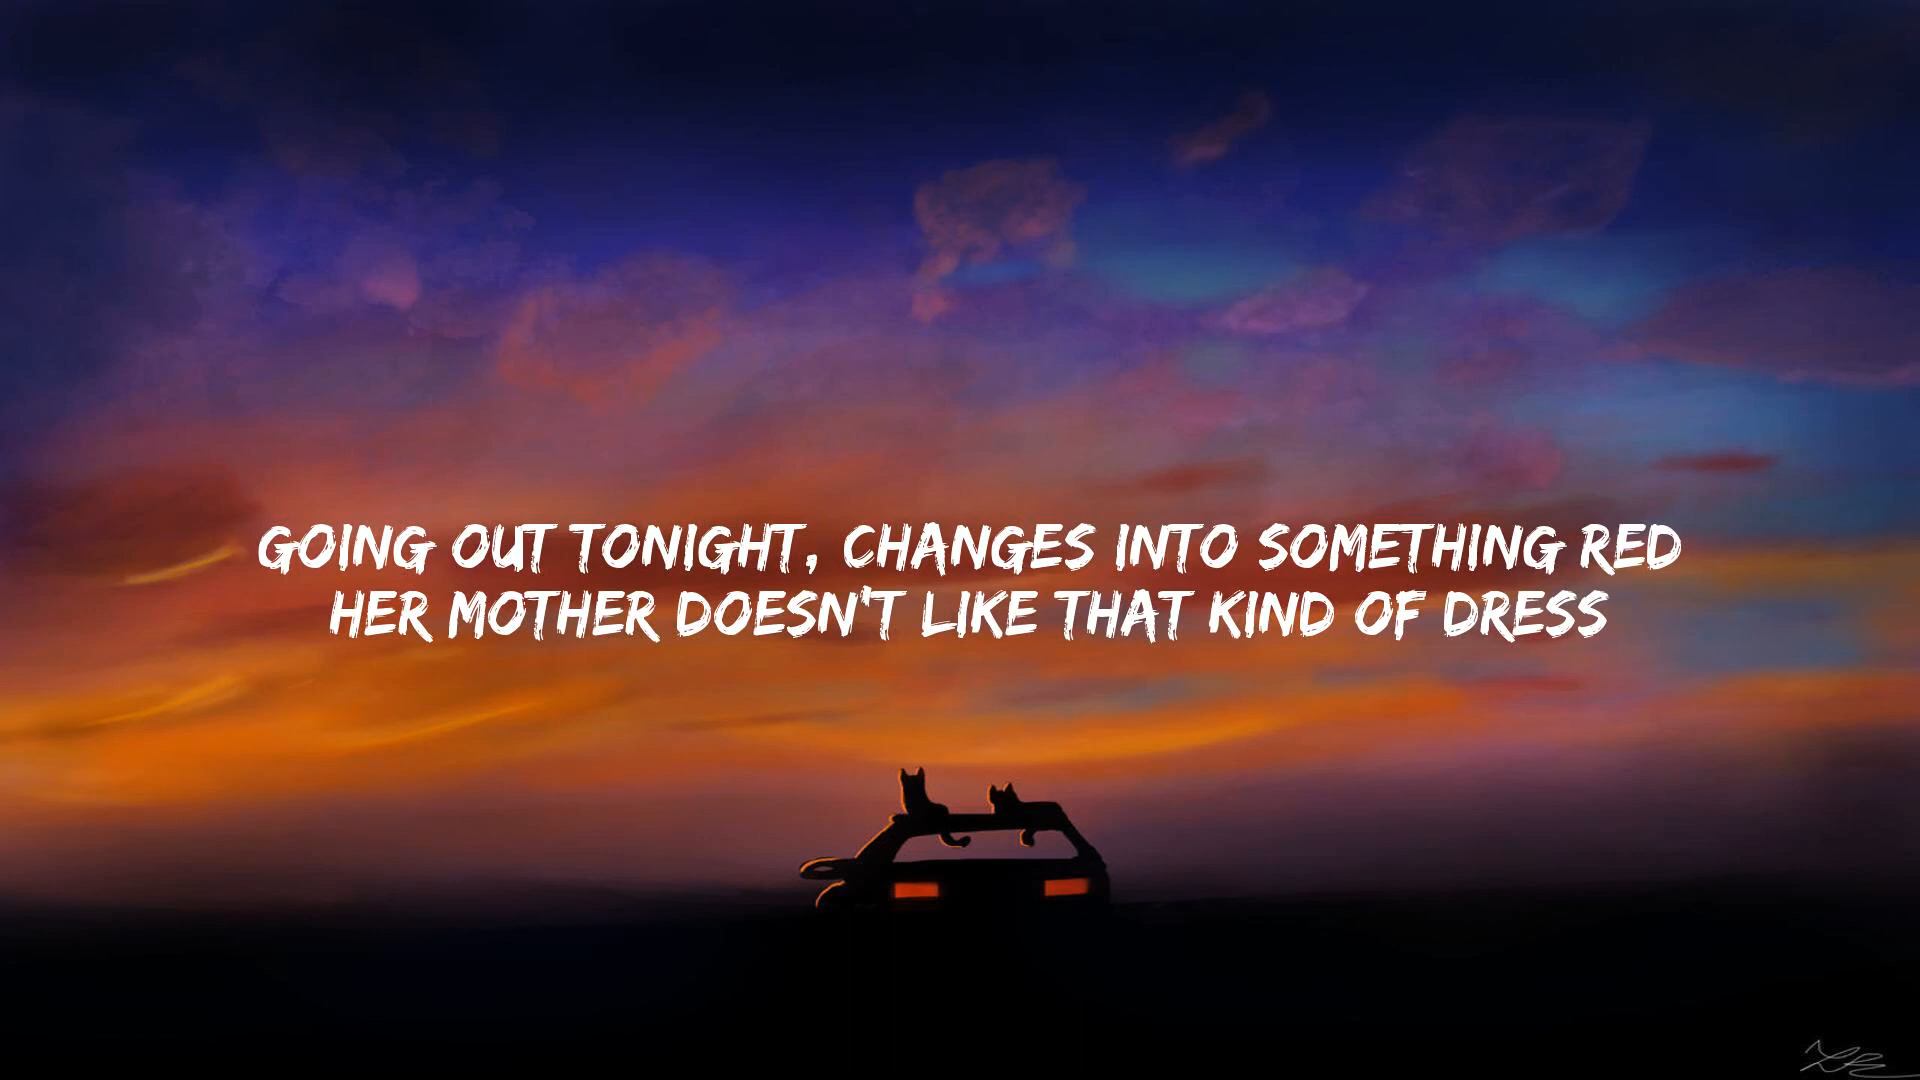 GOING OUT TONIGHT, CHANGES INTO SOMETHING RED
HER MOTHER DOESN'T LIKE THAT KIND OF DRESS